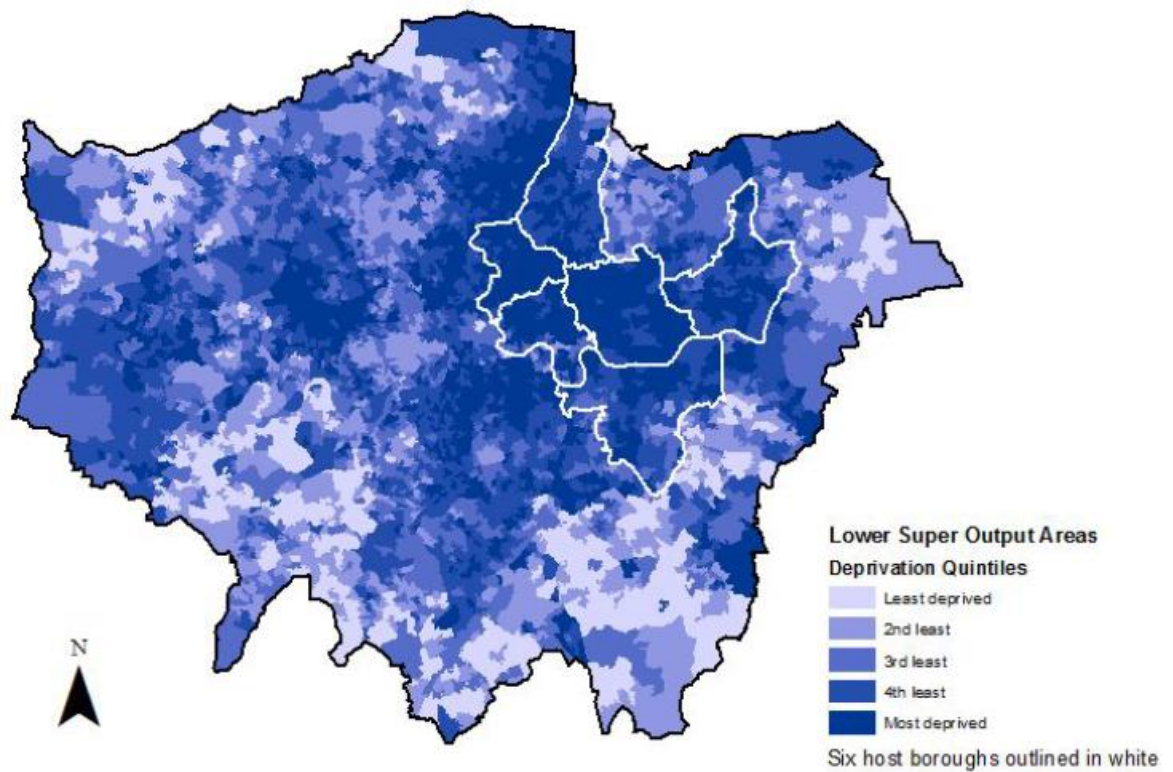 N
Lower Super Output Areas
Deprivation Quintiles
Least deprived
2nd least
3rd least
4th least
Most deprived
Six host boroughs outlined in white